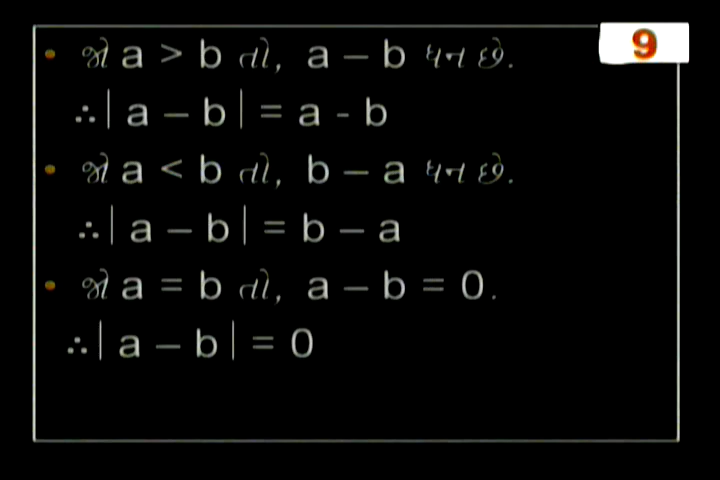 9
• જો a > b તો, a – b ધન છે.
∴| a – b | = a - b
• જો a < b તો, b – a ધન છે.
∴| a – b | = b – a
• જો a = b તો, a – b = 0.
∴| a – b | = 0